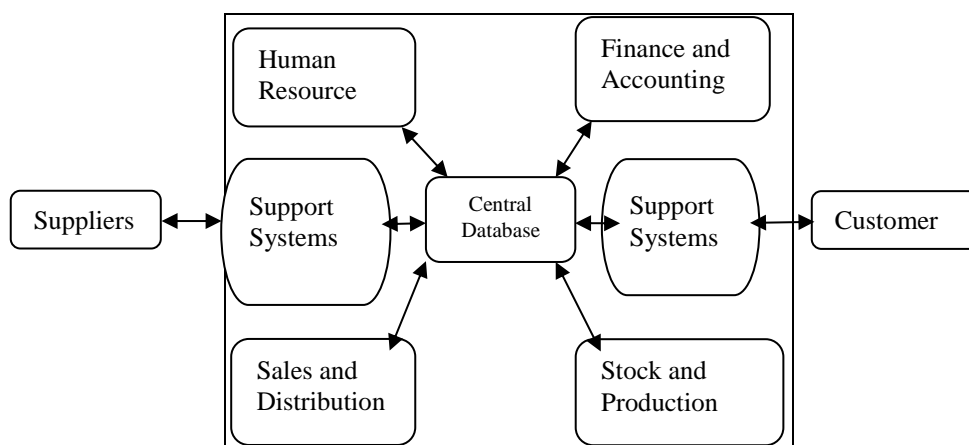 Human
Resource
Finance and
Accounting
Suppliers
Support
Systems
Central
Database
Support
Systems
Customer
Sales and
Distribution
Stock and
Production